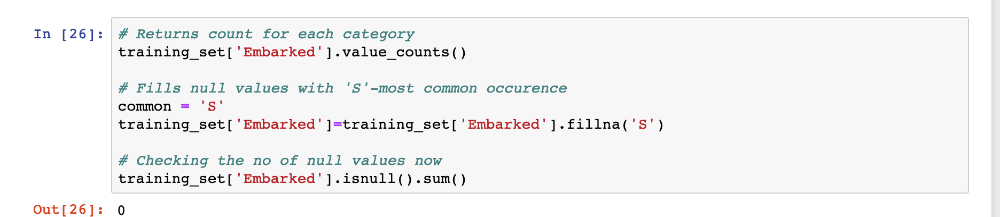 In [26]: # Returns count for each category
training_set['Embarked'].value_counts()
# Fills null values with 'S'-most common occurence
common = 'S'
training_set['Embarked']=training_set['Embarked'].fillna('S')
# Checking the no of null values now
training_set['Embarked'].isnull().sum()
Out[26]: 0